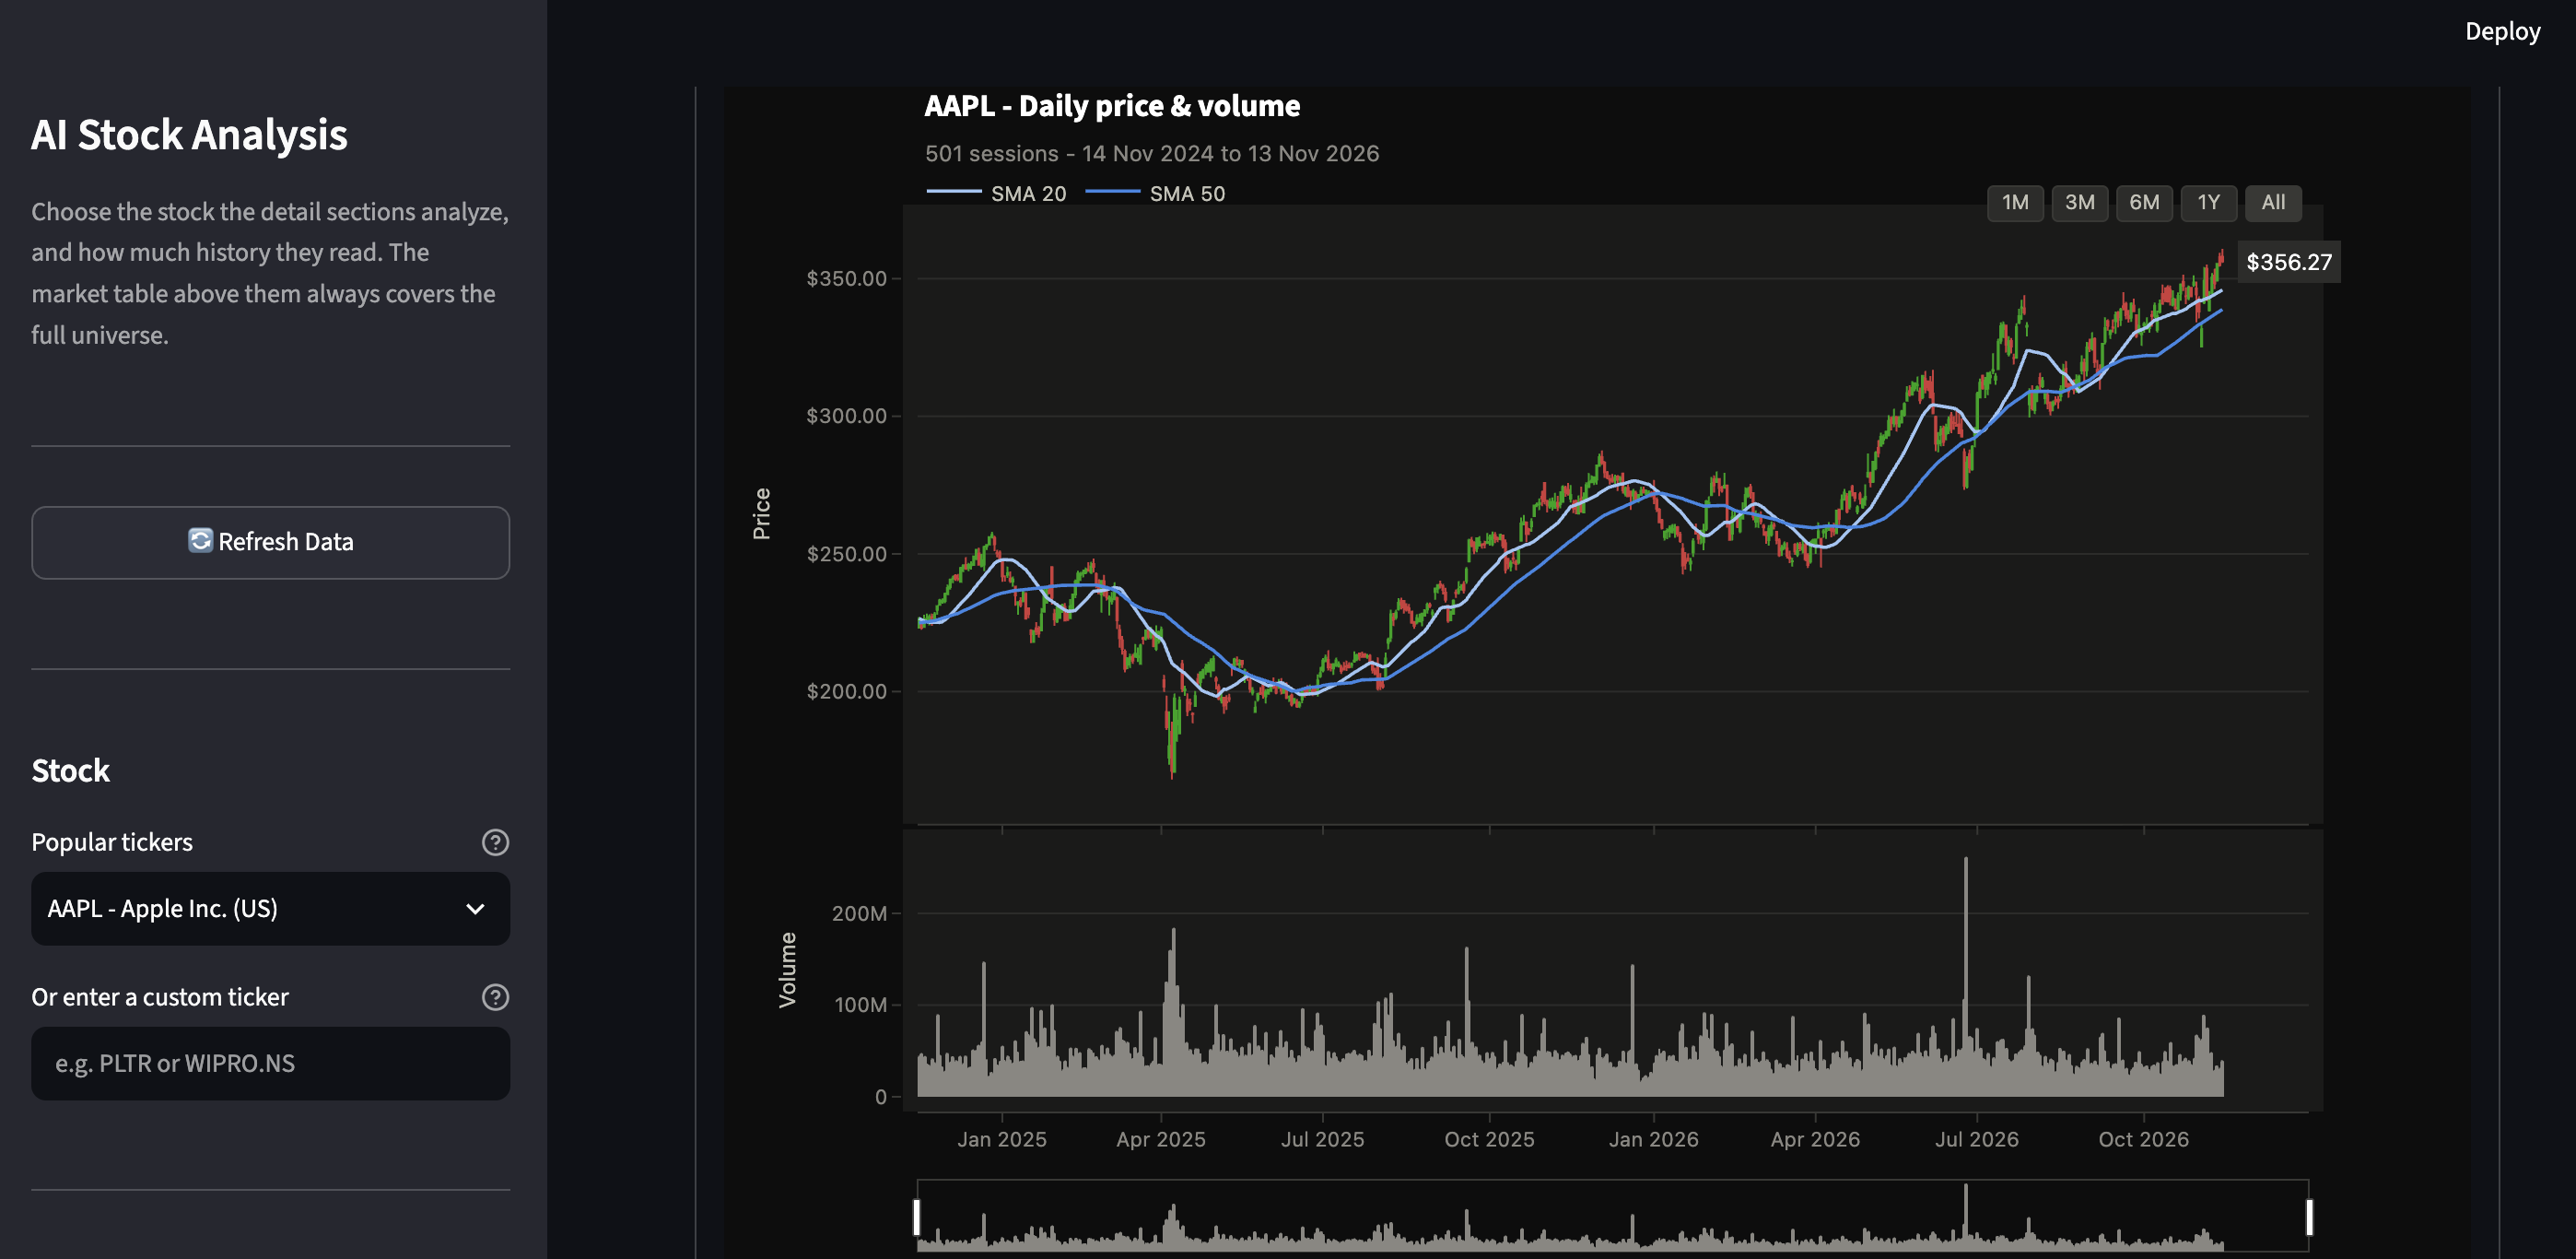 Deploy
AI Stock Analysis
Choose the stock the detail sections analyze,
and how much history they read. The
market table above them always covers the
full universe.
Refresh Data
Stock
Popular tickers
AAPL - Apple Inc. (US)
Or enter a custom ticker
e.g. PLTR or WIPRO.NS
AAPL - Daily price & volume
501 sessions - 14 Nov 2024 to 13 Nov 2026
SMA 20 SMA 50
1M 3M 6M 1Y All
$356.27
$350.00
$300.00
$250.00
$200.00
Price
200M
100M
0
Volume
Jan 2025 Apr 2025 Jul 2025 Oct 2025 Jan 2026 Apr 2026 Jul 2026 Oct 2026